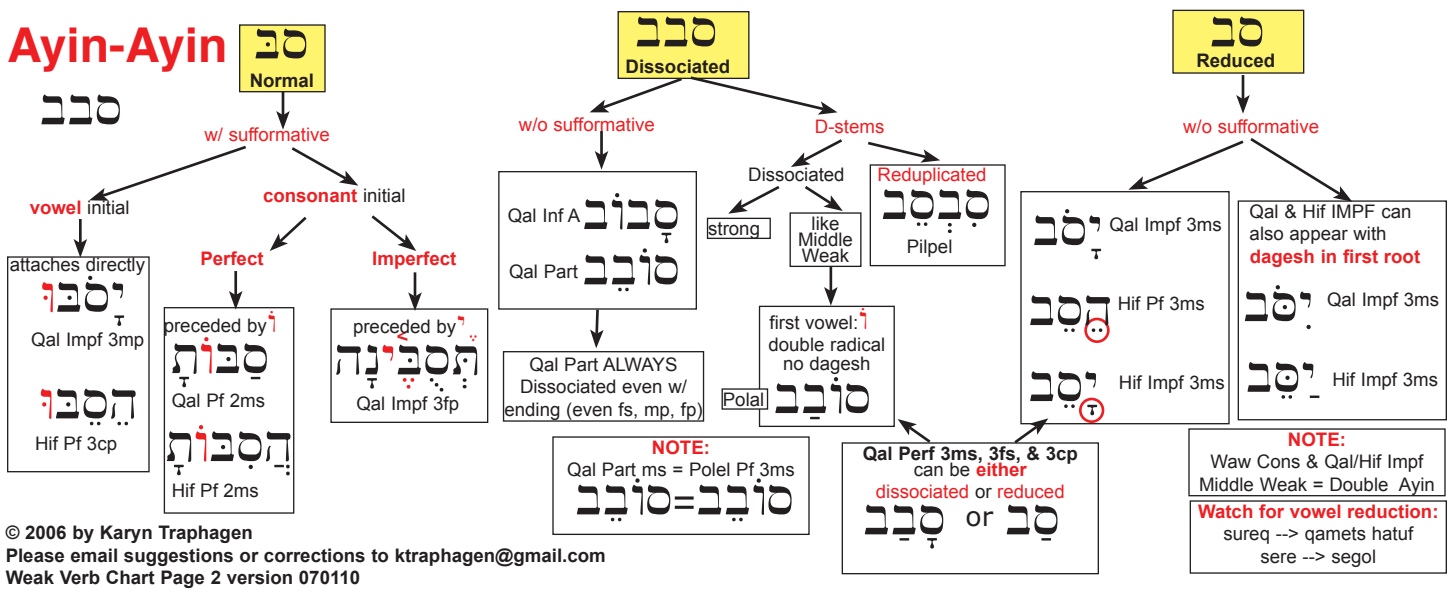 Ayin-Ayin
סבב
סבּ
Normal
w/ sufformative
vowel initial
consonant initial
attaches directly
יָסֹבּוּ
Qal Impf 3mp
הֵסֵבּוּ
Hif Pf 3cp
Perfect
preceded by וֹ
סַבּוֹתָ
Qal Pf 2ms
הֲסִבּוֹתָ
Hif Pf 2ms
Imperfect
preceded by ֶי
תְּסֻבֶּ֫ינָה
Qal Impf 3fp
סבב
Dissociated
w/o sufformative
Qal Inf A סָבוֹב
Qal Part סוֹבֵב
Qal Part ALWAYS
Dissociated even w/
ending (even fs, mp, fp)
D-stems
Dissociated
strong
like
Middle
Weak
Reduplicated
סִבְסֵב
Pilpel
first vowel: וֹ
double radical
no dagesh
Polal סוֹבַב
NOTE:
Qal Part ms = Polel Pf 3ms
סוֹבֵב=סוֹבֵב
Qal Perf 3ms, 3fs, & 3cp
can be either
dissociated or reduced
סָבַב or סַב
סב
Reduced
w/o sufformative
יָסֹב Qal Impf 3ms
הֵסֵב Hif Pf 3ms
יָסֵב Hif Impf 3ms
Qal & Hif IMPF can
also appear with
dagesh in first root
יִסֹּב Qal Impf 3ms
יַסֵּב Hif Impf 3ms
NOTE:
Waw Cons & Qal/Hif Impf
Middle Weak = Double Ayin
Watch for vowel reduction:
sureq --> qamets hatuf
sere --> segol
© 2006 by Karyn Traphagen
Please email suggestions or corrections to ktraphagen@gmail.com
Weak Verb Chart Page 2 version 070110